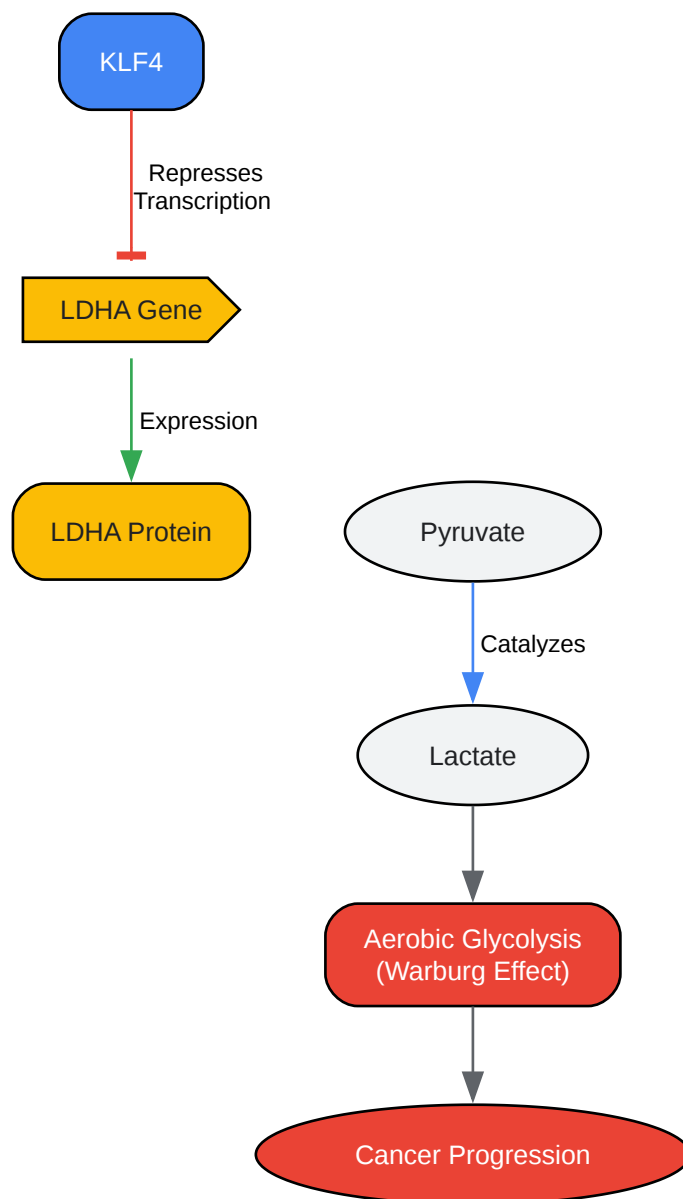 KLF4
Represses
Transcription
LDHA Gene
Expression
LDHA Protein
Pyruvate
Catalyzes
Lactate
Aerobic Glycolysis
(Warburg Effect)
Cancer Progression